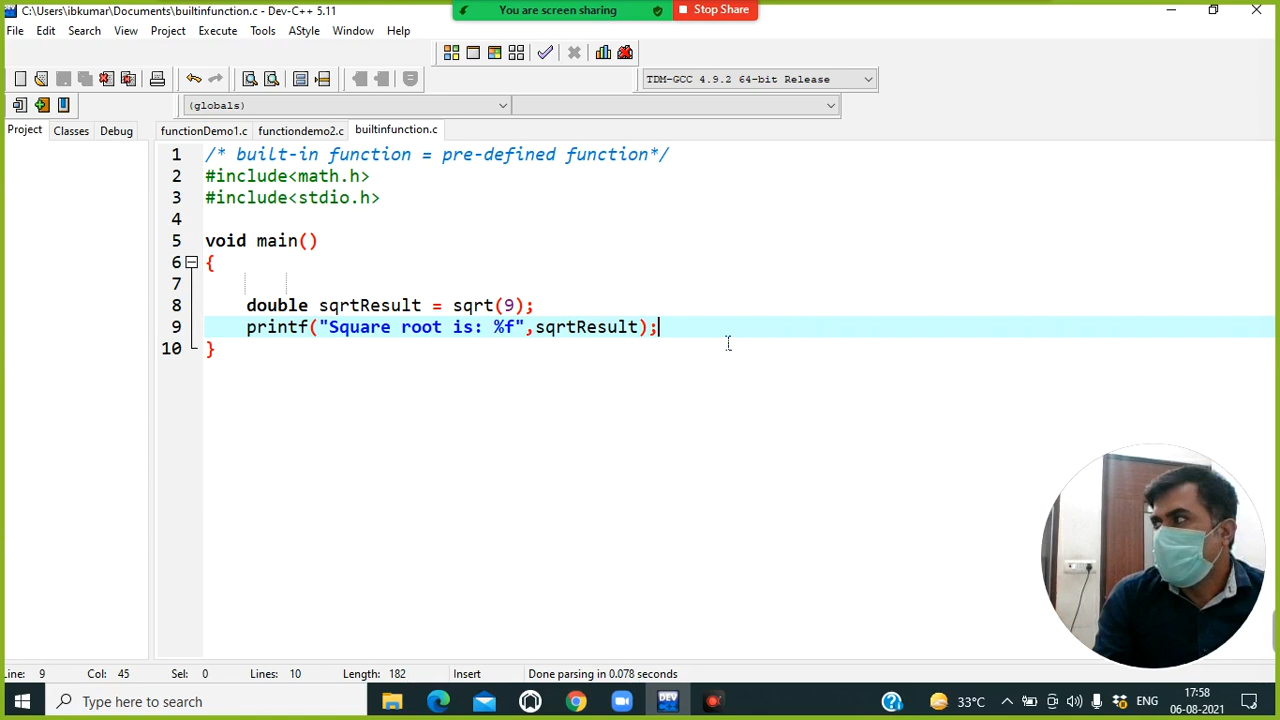 C:\Users\ibkumar\Documents\builtinfunction.c - Dev-C++ 5.11
You are screen sharing
Stop Share
File Edit Search View Project Execute Tools AStyle Window Help
TDM-GCC 4.9.2 64-bit Release
(globals)
Project Classes Debug
functionDemo1.c functiondemo2.c builtinfunction.c
1 /* built-in function = pre-defined function*/
2 #include<math.h>
3 #include<stdio.h>
4
5 void main()
6 {
7
8 double sqrtResult = sqrt(9);
9 printf("Square root is: %f",sqrtResult);
10 }
Line: 9 Col: 45 Sel: 0 Lines: 10 Length: 182 Insert Done parsing in 0.078 seconds
Type here to search
DEV
33°C
ENG
17:58
06-08-2021